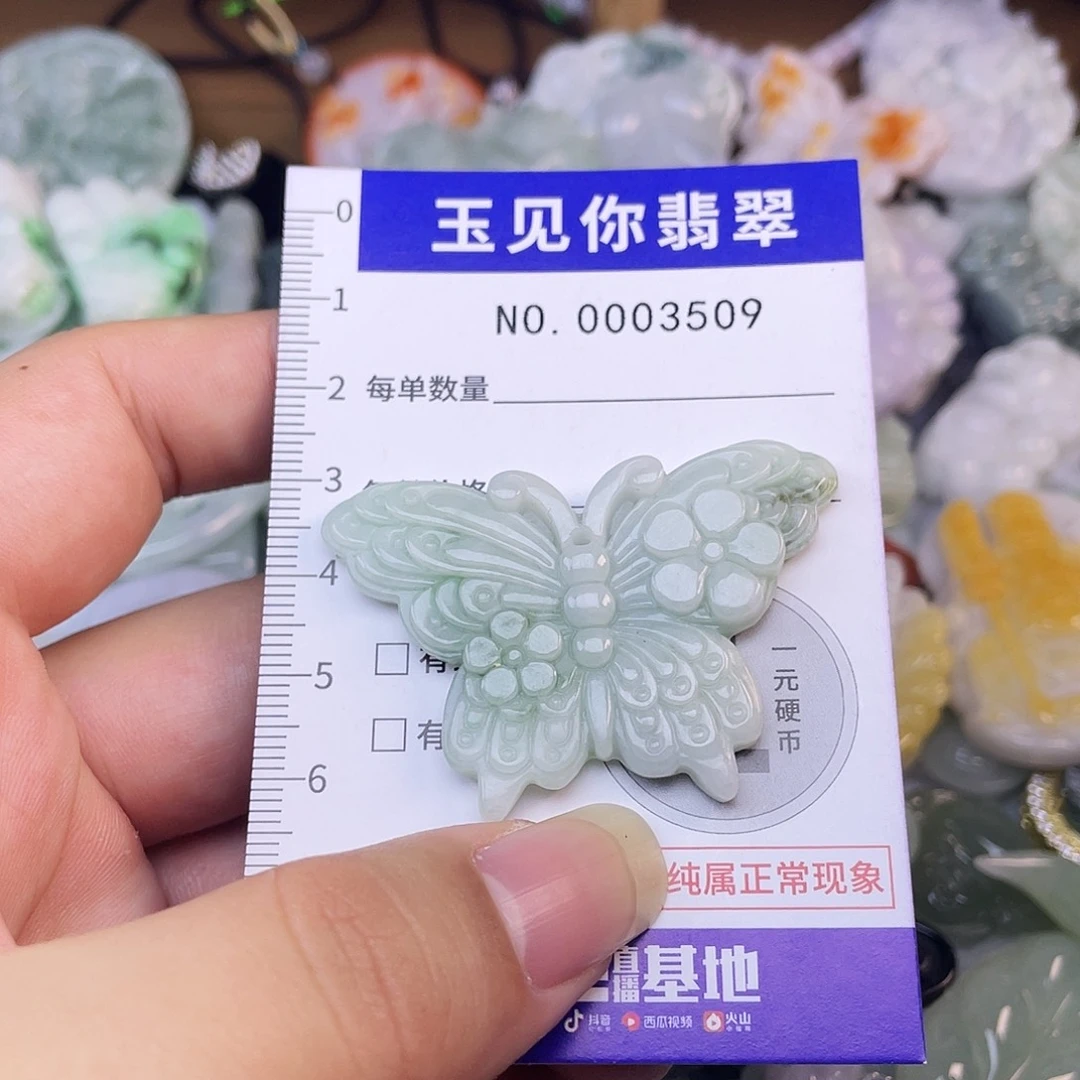 玉见你翡翠
NO.0003509
0
1
2
3
4
5
6
每单数量
有
有
一元硬币
纯属正常现象
直播基地
抖音
西瓜视频
火山